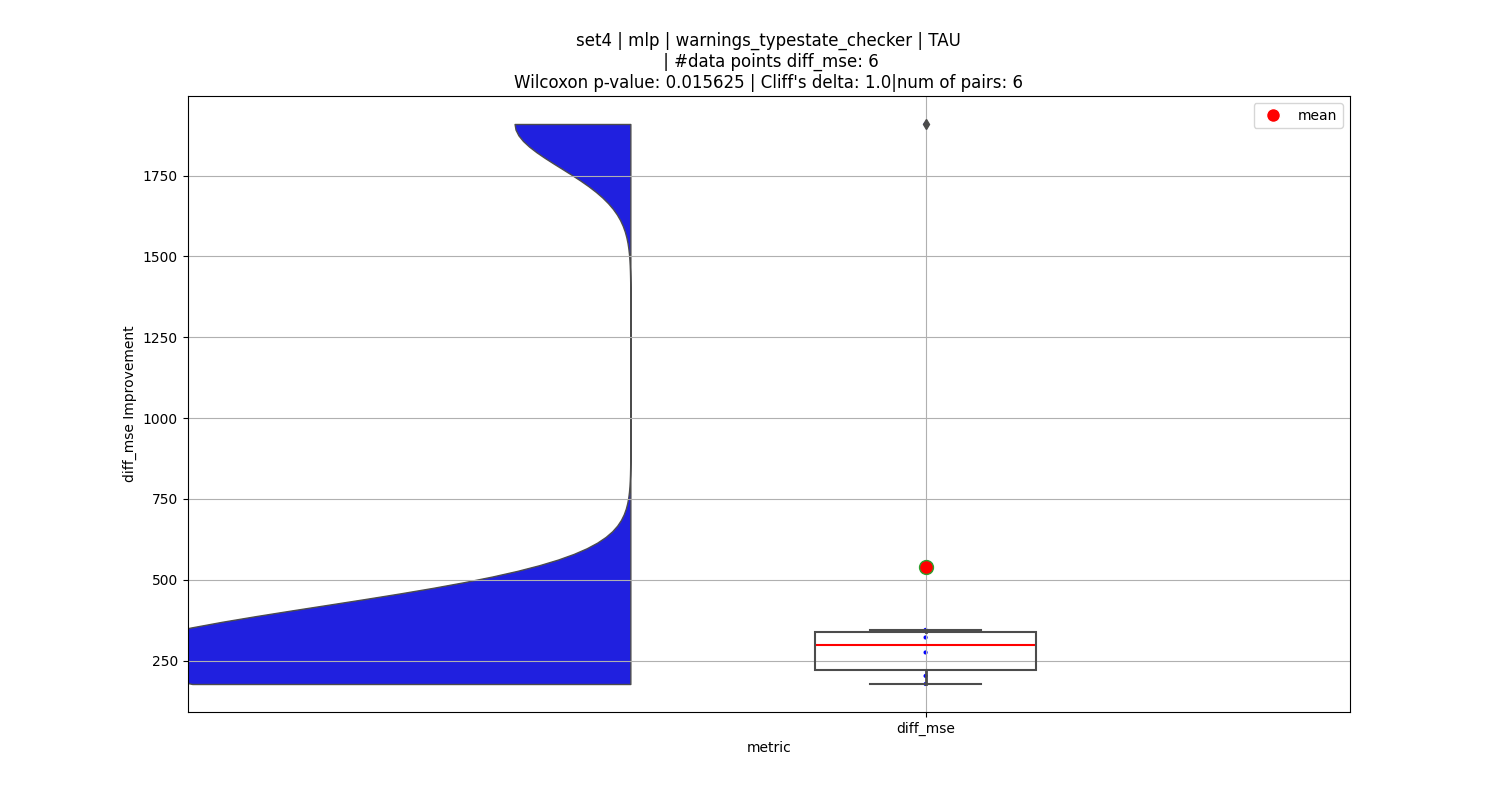 set4 | mlp | warnings_typestate_checker | TAU
| #data points diff_mse: 6
Wilcoxon p-value: 0.015625 | Cliff's delta: 1.0|num of pairs: 6
mean
1750
1500
1250
1000
750
500
250
diff_mse Improvement
diff_mse
metric